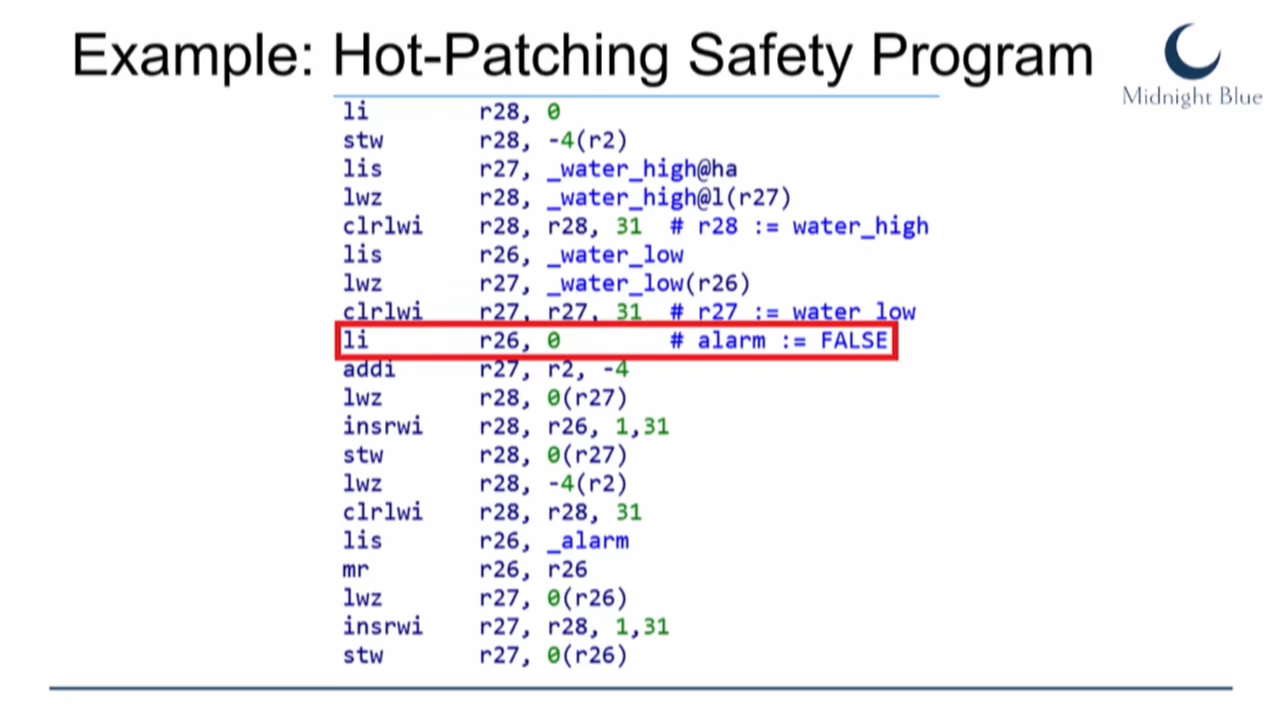 Example: Hot-Patching Safety Program
Midnight Blue
li r28, 0
stw r28, -4(r2)
lis r27, _water_high@ha
lwz r28, _water_high@l(r27)
clrlwi r28, r28, 31 # r28 := water_high
lis r26, _water_low
lwz r27, _water_low(r26)
clrlwi r27, r27, 31 # r27 := water_low
li r26, 0 # alarm := FALSE
addi r27, r2, -4
lwz r28, 0(r27)
insrwi r28, r26, 1,31
stw r28, 0(r27)
lwz r28, -4(r2)
clrlwi r28, r28, 31
lis r26, _alarm
mr r26, r26
lwz r27, 0(r26)
insrwi r27, r28, 1,31
stw r27, 0(r26)